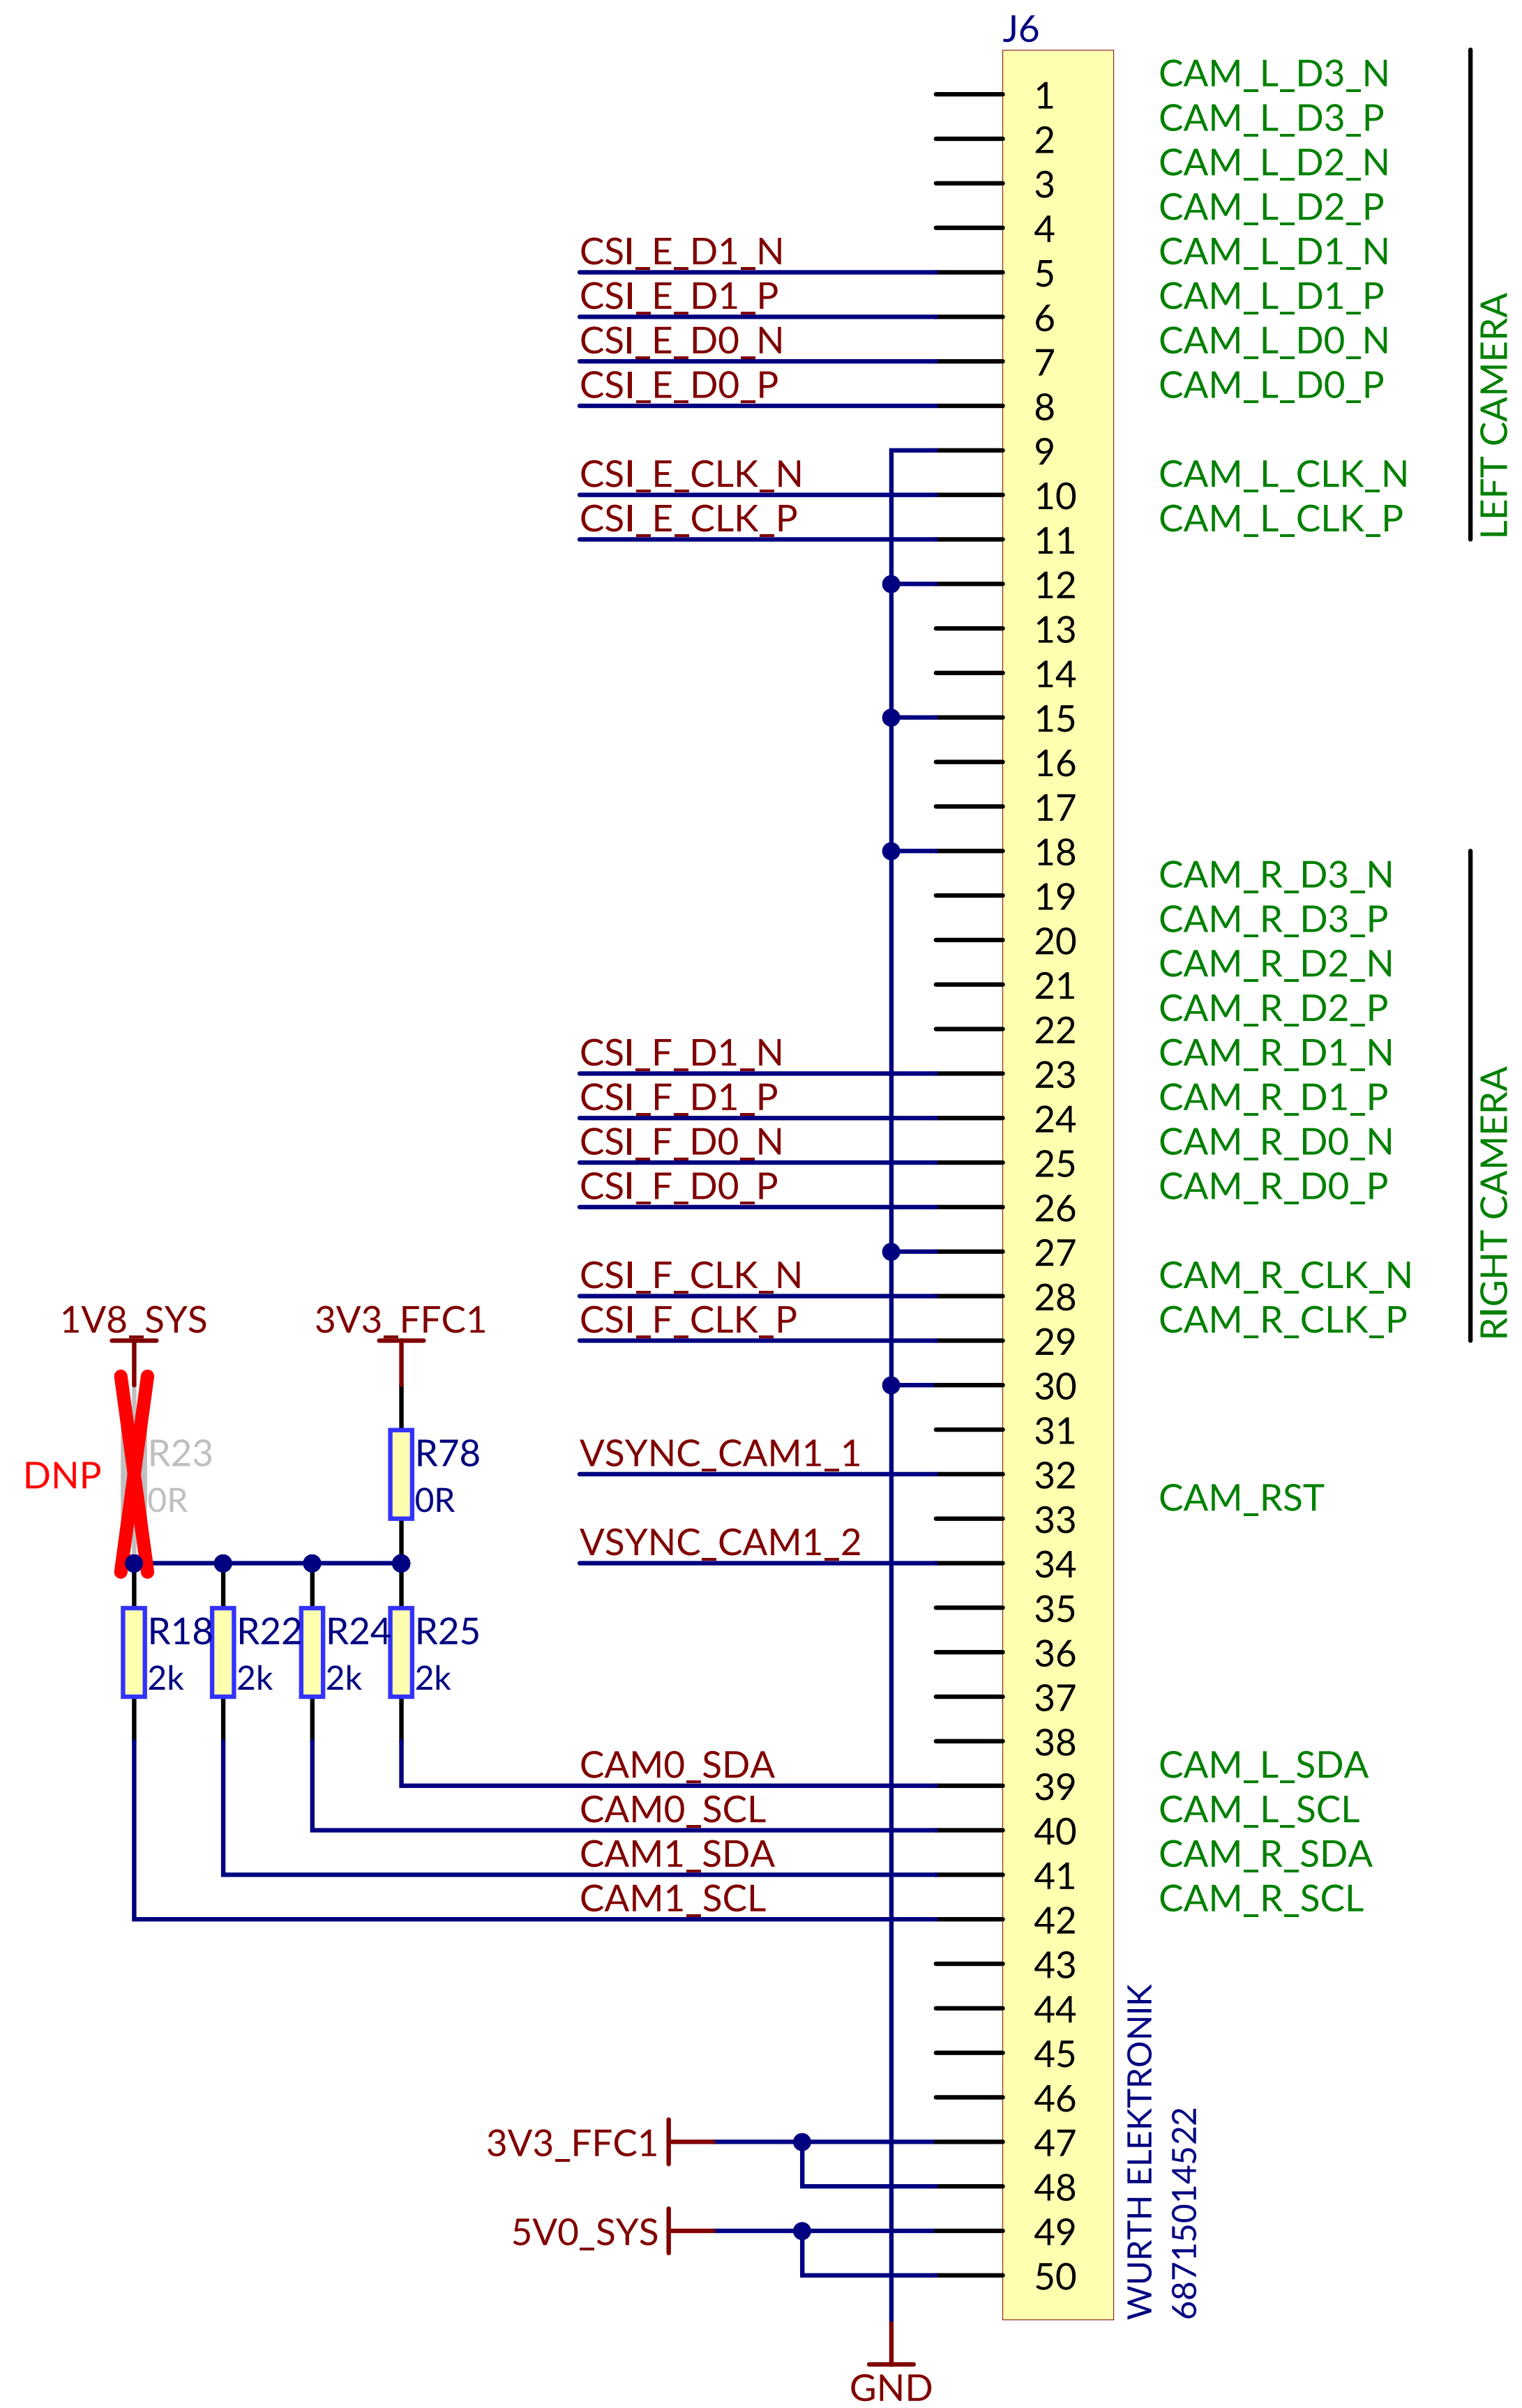 J6
1 CAM_L_D3_N
2 CAM_L_D3_P
3 CAM_L_D2_N
4 CAM_L_D2_P
CSI_E_D1_N 5 CAM_L_D1_N
CSI_E_D1_P 6 CAM_L_D1_P
CSI_E_D0_N 7 CAM_L_D0_N
CSI_E_D0_P 8 CAM_L_D0_P
9
CSI_E_CLK_N 10 CAM_L_CLK_N
CSI_E_CLK_P 11 CAM_L_CLK_P
LEFT CAMERA
12
13
14
15
16
17
18
19 CAM_R_D3_N
20 CAM_R_D3_P
21 CAM_R_D2_N
22 CAM_R_D2_P
CSI_F_D1_N 23 CAM_R_D1_N
CSI_F_D1_P 24 CAM_R_D1_P
CSI_F_D0_N 25 CAM_R_D0_N
CSI_F_D0_P 26 CAM_R_D0_P
27
CSI_F_CLK_N 28 CAM_R_CLK_N
CSI_F_CLK_P 29 CAM_R_CLK_P
RIGHT CAMERA
1V8_SYS 3V3_FFC1
30
31
DNP R23 R78
0R 0R
VSYNC_CAM1_1 32
33 CAM_RST
VSYNC_CAM1_2 34
R18 R22 R24 R25
2k 2k 2k 2k
35
36
37
38
CAM0_SDA 39 CAM_L_SDA
CAM0_SCL 40 CAM_L_SCL
CAM1_SDA 41 CAM_R_SDA
CAM1_SCL 42 CAM_R_SCL
43
44
45
46
3V3_FFC1 47
48
5V0_SYS 49
50
WURTH ELEKTRONIK
68715014522
GND